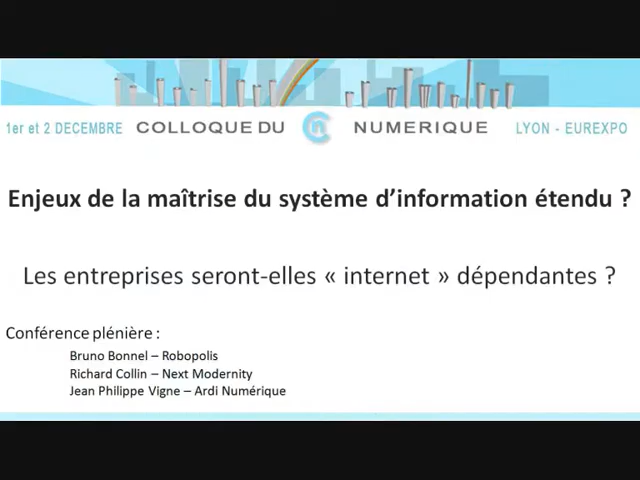 1er et 2 DECEMBRE COLLOQUE DU Cn NUMERIQUE LYON - EUREXPO
Enjeux de la maîtrise du système d'information étendu ?
Les entreprises seront-elles « internet » dépendantes ?
Conférence plénière :
Bruno Bonnel – Robopolis
Richard Collin – Next Modernity
Jean Philippe Vigne – Ardi Numérique